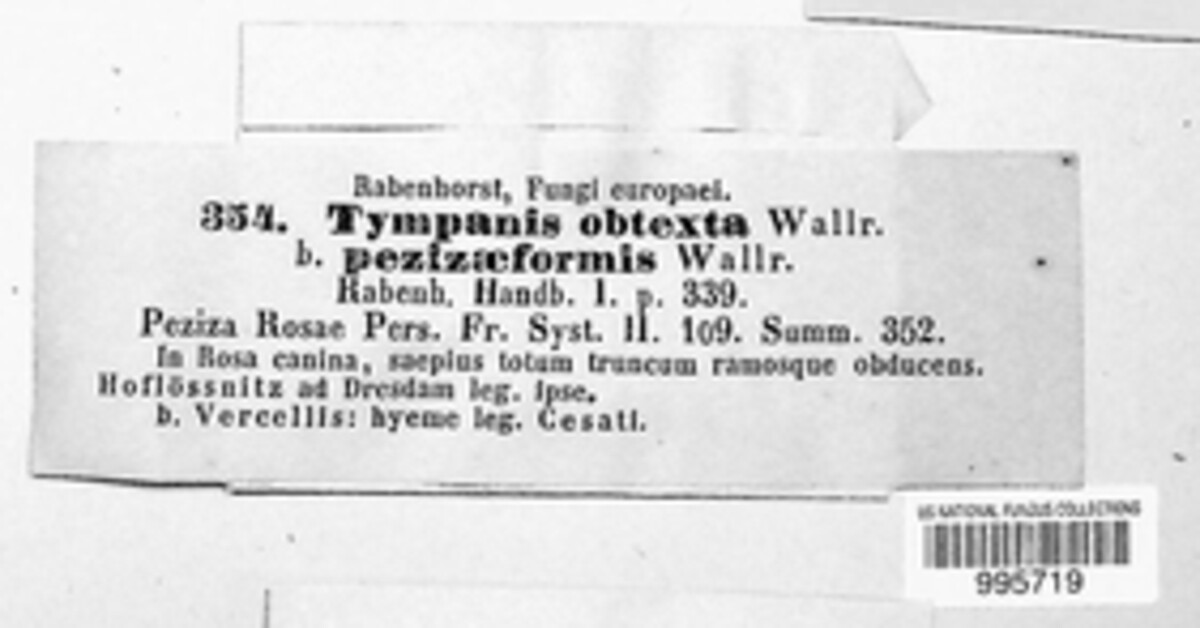 Rabenhorst, Fungi europaei.
354. Tympanis obtexta Wallr.
b. pezizæformis Wallr.
Rabenh. Handb. I. p. 339.
Peziza Rosae Pers. Fr. Syst. II. 109. Summ. 352.
In Rosa canina, saepius totum truncum ramosque obducens.
Hoflössnitz ad Dresdam leg. ipse.
b. Vercellis: hyeme leg. Cesati.
US NATIONAL FUNGUS COLLECTIONS
995719